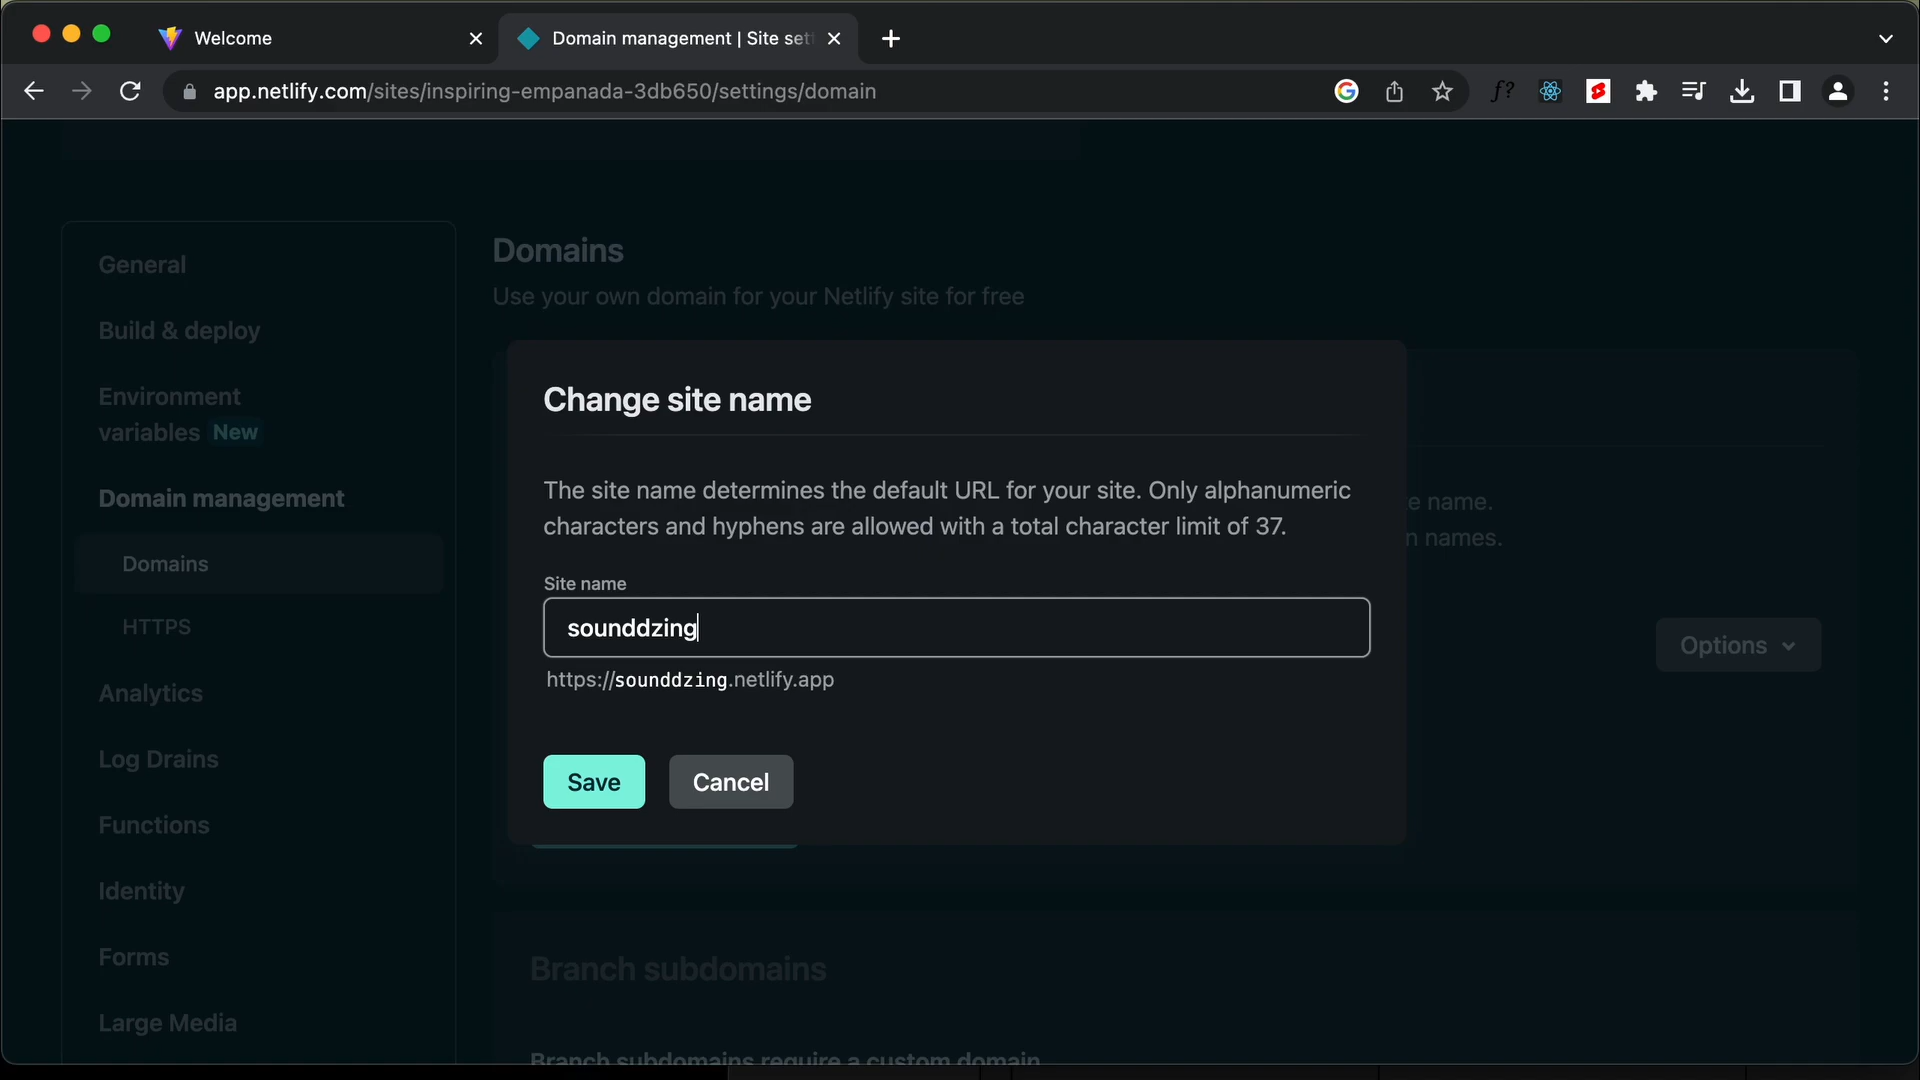 Welcome
Domain management | Site set
app.netlify.com/sites/inspiring-empanada-3db650/settings/domain
f?
General
Build & deploy
Environment
variables New
Domain management
Domains
HTTPS
Analytics
Log Drains
Functions
Identity
Forms
Large Media
Domains
Use your own domain for your Netlify site for free
e name.
n names.
Options
Change site name
The site name determines the default URL for your site. Only alphanumeric
characters and hyphens are allowed with a total character limit of 37.
Site name
sounddzing
https://sounddzing.netlify.app
Save
Cancel
Branch subdomains
Branch subdomains require a custom domain